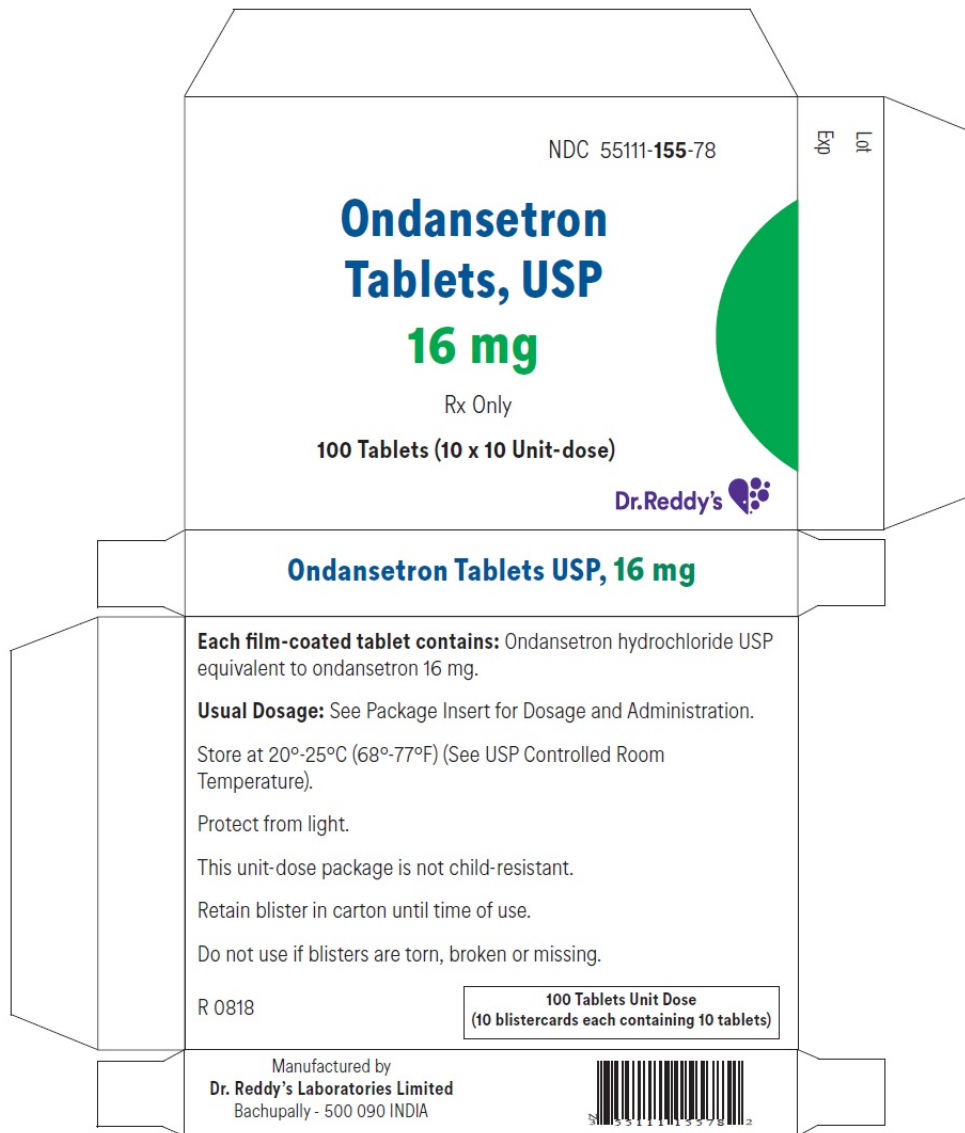 NDC 55111-155-78
Exp
Lot
Ondansetron
Tablets, USP
16 mg
Rx Only
100 Tablets (10 x 10 Unit-dose)
Dr.Reddy's
Ondansetron Tablets USP, 16 mg
Each film-coated tablet contains: Ondansetron hydrochloride USP
equivalent to ondansetron 16 mg.
Usual Dosage: See Package Insert for Dosage and Administration.
Store at 20º-25ºC (68º-77ºF) (See USP Controlled Room
Temperature).
Protect from light.
This unit-dose package is not child-resistant.
Retain blister in carton until time of use.
Do not use if blisters are torn, broken or missing.
R 0818
100 Tablets Unit Dose
(10 blistercards each containing 10 tablets)
Manufactured by
Dr. Reddy's Laboratories Limited
Bachupally - 500 090 INDIA